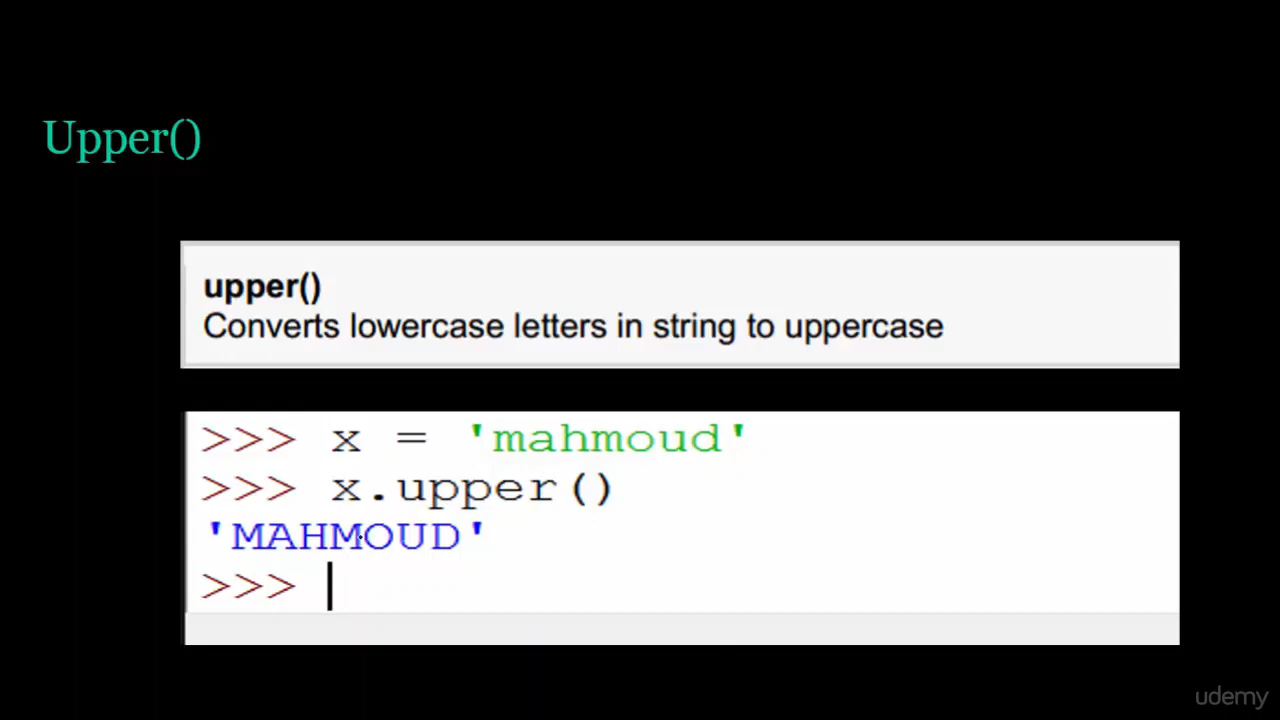 Upper()
upper()
Converts lowercase letters in string to uppercase
>>> x = 'mahmoud'
>>> x.upper()
'MAHMOUD'
>>>
udemy